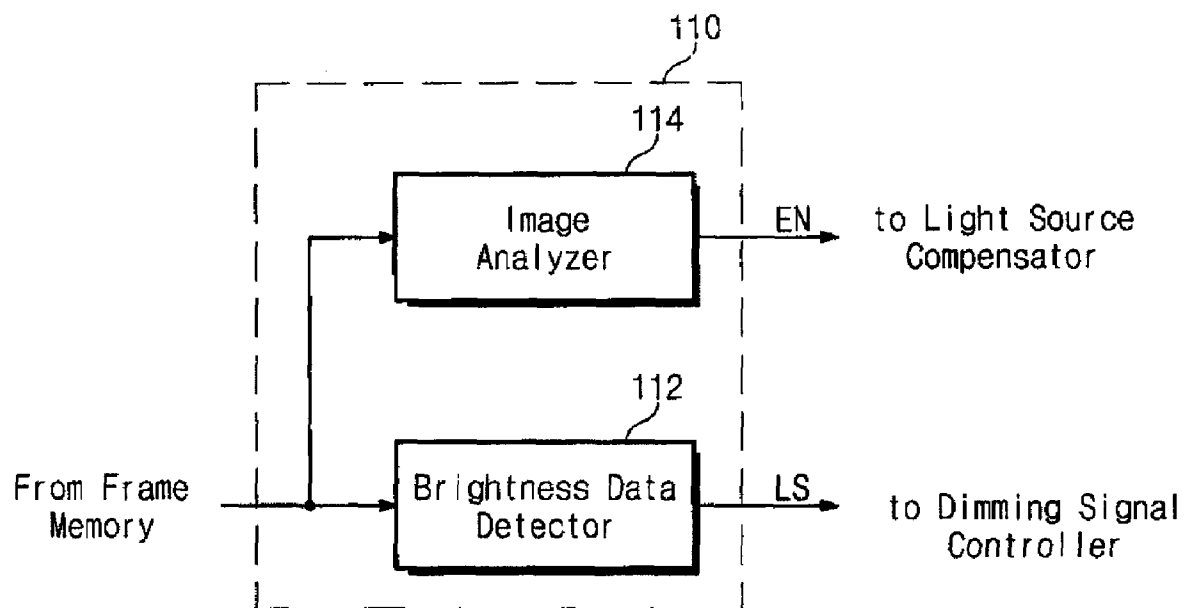 110
114
Image
Analyzer
EN
to Light Source
Compensator
112
From Frame
Memory
Brightness Data
Detector
LS
to Dimming Signal
Controller